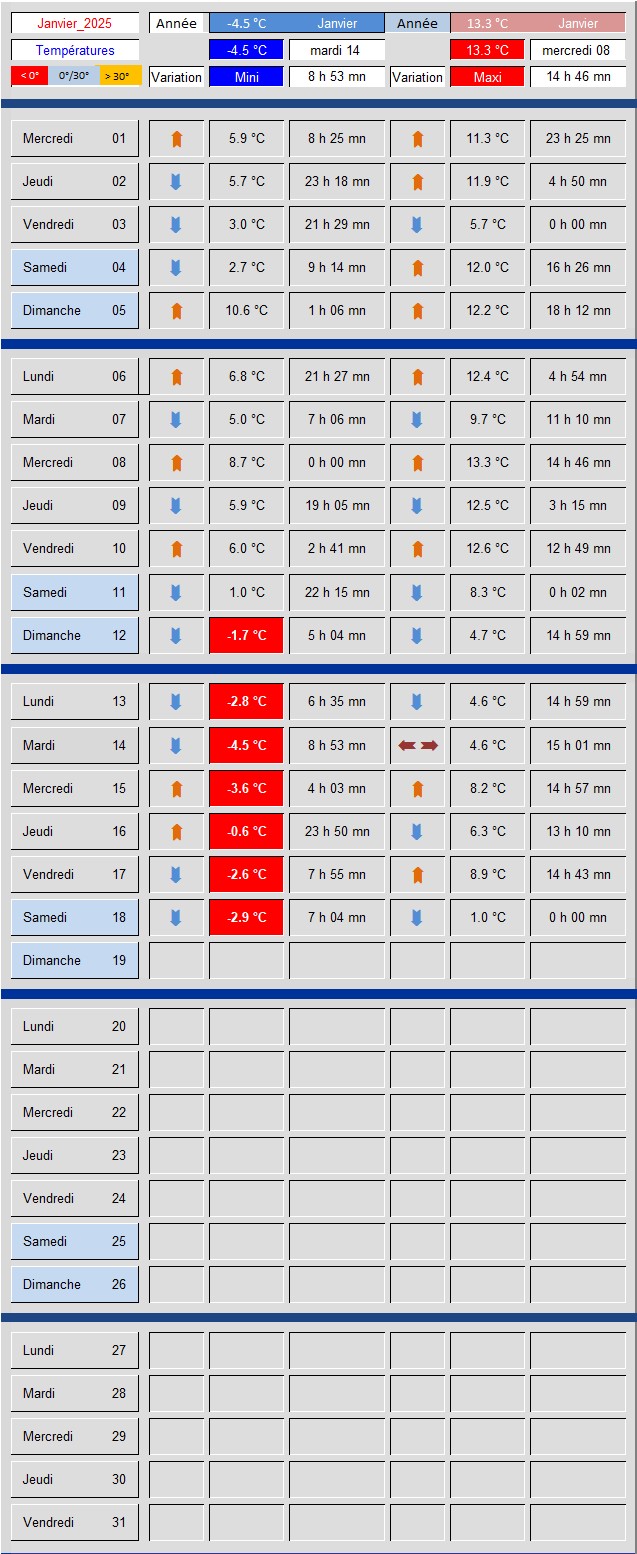 Janvier_2025 Année -4.5 °C Janvier Année 13.3 °C Janvier
Températures -4.5 °C mardi 14 13.3 °C mercredi 08
< 0° 0°/30° > 30° Variation Mini 8 h 53 mn Variation Maxi 14 h 46 mn
Mercredi 01 5.9 °C 8 h 25 mn 11.3 °C 23 h 25 mn
Jeudi 02 5.7 °C 23 h 18 mn 11.9 °C 4 h 50 mn
Vendredi 03 3.0 °C 21 h 29 mn 5.7 °C 0 h 00 mn
Samedi 04 2.7 °C 9 h 14 mn 12.0 °C 16 h 26 mn
Dimanche 05 10.6 °C 1 h 06 mn 12.2 °C 18 h 12 mn
Lundi 06 6.8 °C 21 h 27 mn 12.4 °C 4 h 54 mn
Mardi 07 5.0 °C 7 h 06 mn 9.7 °C 11 h 10 mn
Mercredi 08 8.7 °C 0 h 00 mn 13.3 °C 14 h 46 mn
Jeudi 09 5.9 °C 19 h 05 mn 12.5 °C 3 h 15 mn
Vendredi 10 6.0 °C 2 h 41 mn 12.6 °C 12 h 49 mn
Samedi 11 1.0 °C 22 h 15 mn 8.3 °C 0 h 02 mn
Dimanche 12 -1.7 °C 5 h 04 mn 4.7 °C 14 h 59 mn
Lundi 13 -2.8 °C 6 h 35 mn 4.6 °C 14 h 59 mn
Mardi 14 -4.5 °C 8 h 53 mn 4.6 °C 15 h 01 mn
Mercredi 15 -3.6 °C 4 h 03 mn 8.2 °C 14 h 57 mn
Jeudi 16 -0.6 °C 23 h 50 mn 6.3 °C 13 h 10 mn
Vendredi 17 -2.6 °C 7 h 55 mn 8.9 °C 14 h 43 mn
Samedi 18 -2.9 °C 7 h 04 mn 1.0 °C 0 h 00 mn
Dimanche 19
Lundi 20
Mardi 21
Mercredi 22
Jeudi 23
Vendredi 24
Samedi 25
Dimanche 26
Lundi 27
Mardi 28
Mercredi 29
Jeudi 30
Vendredi 31